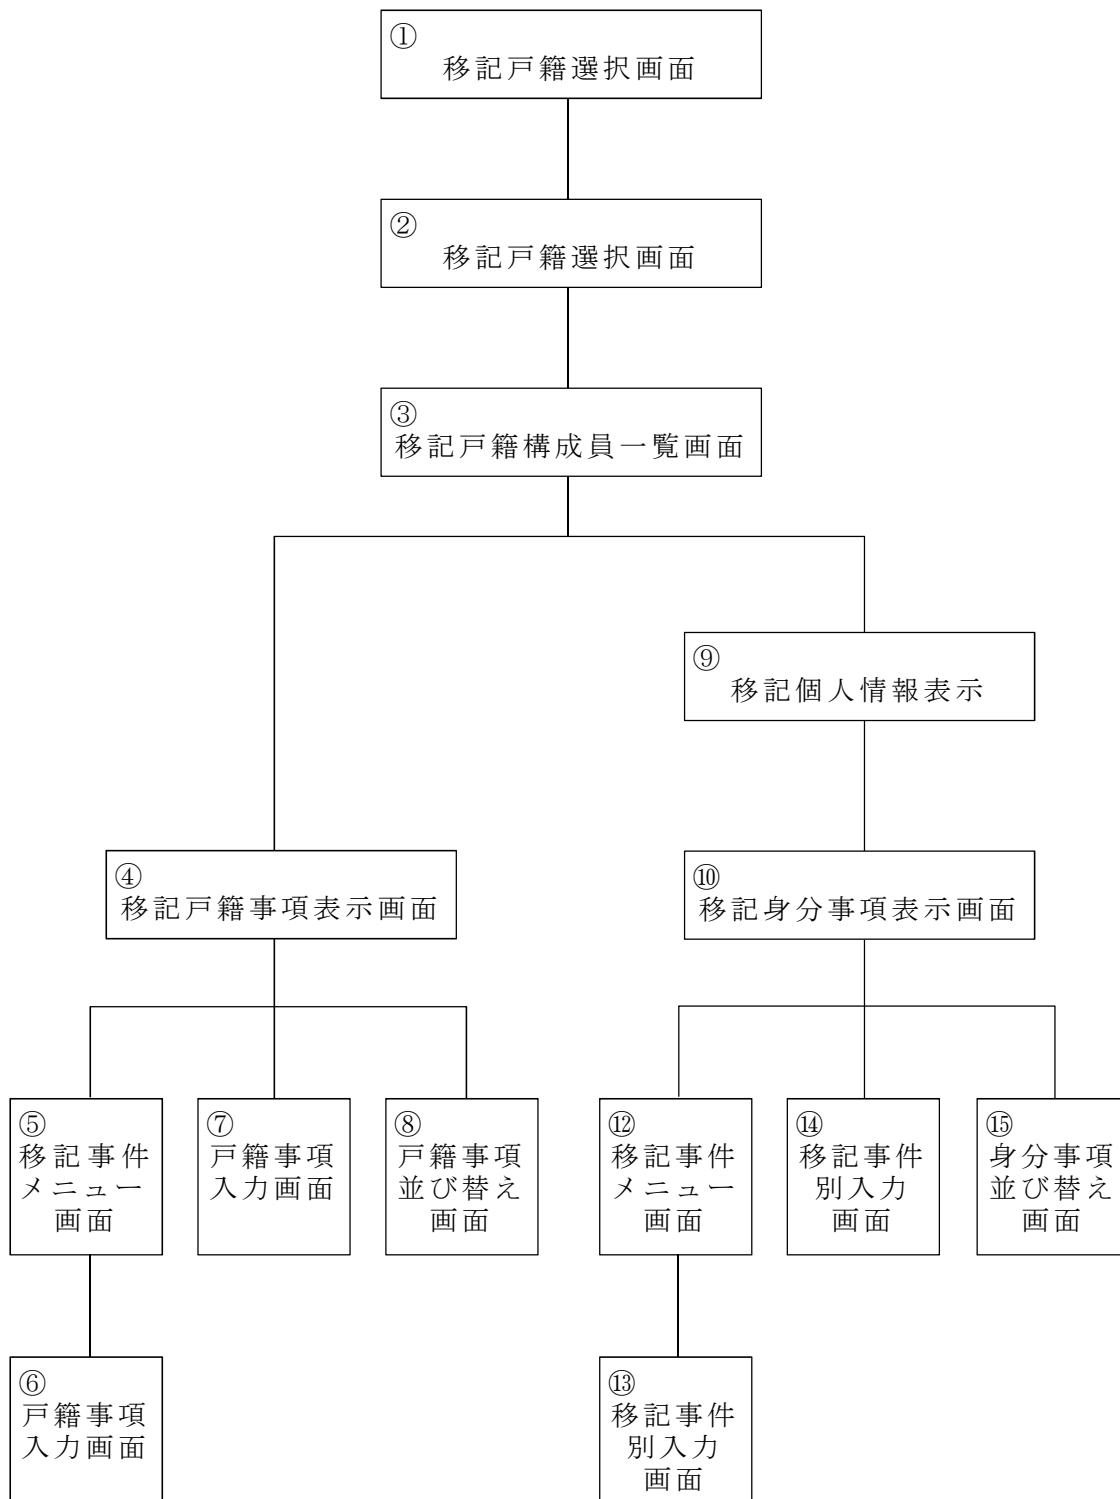 ①
移記戸籍選択画面
②
移記戸籍選択画面
③
移記戸籍構成員一覧画面
⑨
移記個人情報表示
④
移記戸籍事項表示画面
⑩
移記身分事項表示画面
⑤
移記事件
メニュー
画面
⑦
戸籍事項
入力画面
⑧
戸籍事項
並び替え
画面
⑫
移記事件
メニュー
画面
⑭
移記事件
別入力
画面
⑮
身分事項
並び替え
画面
⑥
戸籍事項
入力画面
⑬
移記事件
別入力
画面